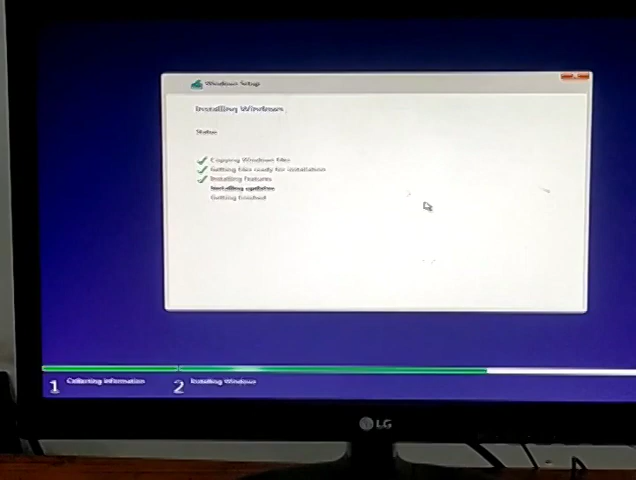 Windows Setup
Installing Windows
Status
Copying Windows files
Getting files ready for installation
Installing features
Installing updates
Getting finished
1 Collecting information
2 Installing Windows
LG